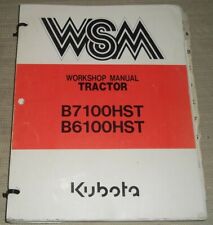 WSM
WORKSHOP MANUAL
TRACTOR
B7100HST
B6100HST
Kubota